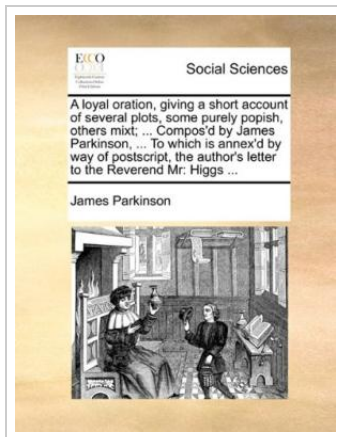 ECCO
Social Sciences
A loyal oration, giving a short account
of several plots, some purely popish,
others mixt; ... Compos'd by James
Parkinson, ... To which is annex'd by
way of postscript, the author's letter
to the Reverend Mr: Higgs ...
James Parkinson